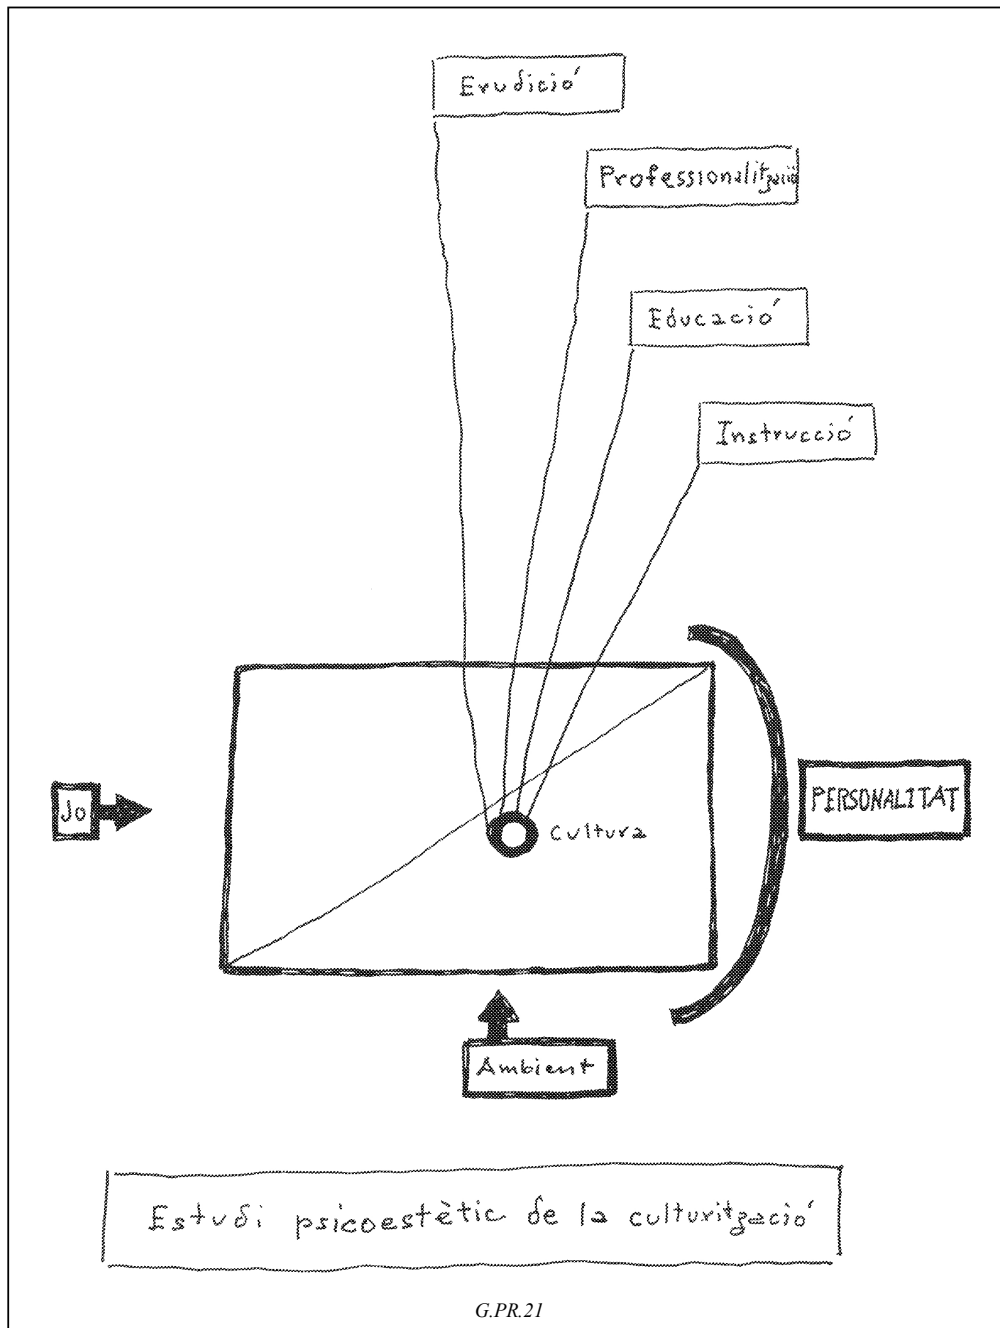 Erudició
Professionalització
Educació
Instrucció
Cultura
Jo
PERSONALITAT
Ambient
Estudi psicoestètic de la culturització
G.PR.21